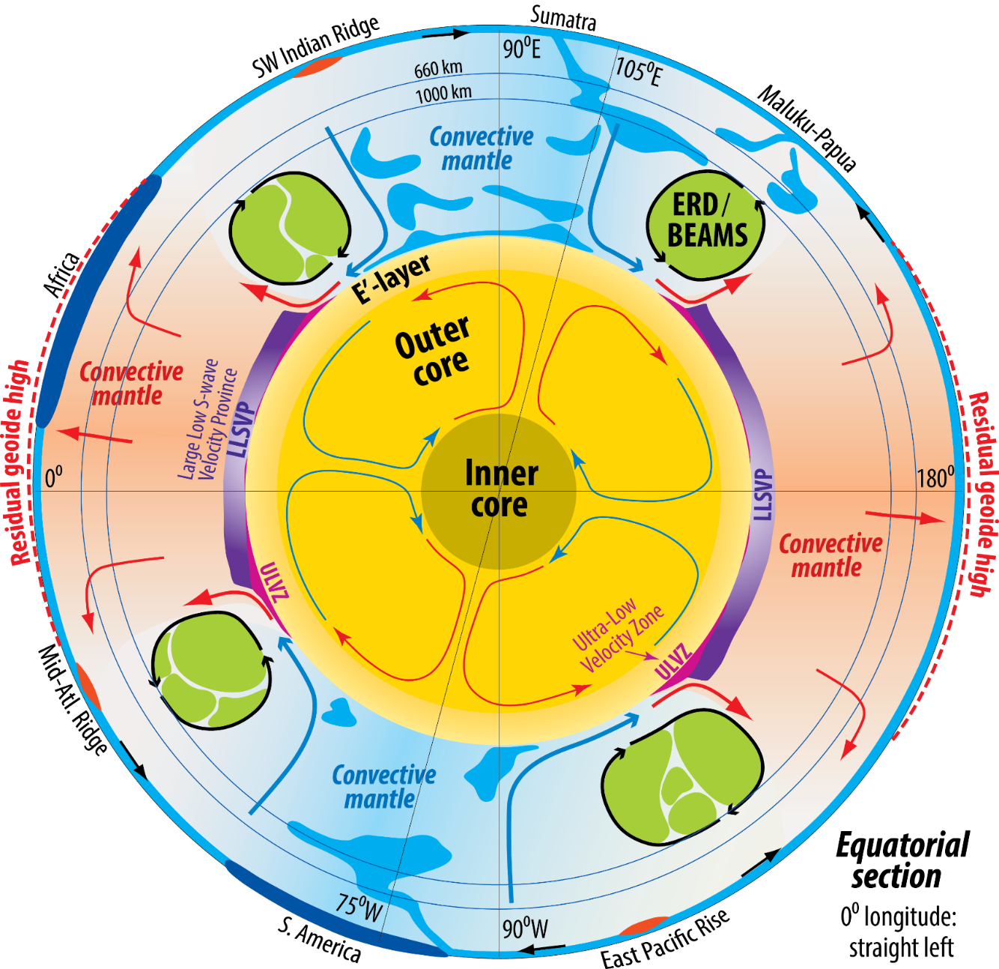 Sumatra
SW Indian Ridge
90⁰E
105⁰E
660 km
1000 km
Maluku-Papua
Convective
mantle
ERD/
BEAMS
Africa
E′-layer
Outer
core
Convective
mantle
Large Low S-wave
Velocity Province
LLSVP
Residual geoide high
0⁰
Inner
core
LLSVP
180⁰
Residual geoide high
Convective
mantle
ULVZ
Ultra-Low
Velocity Zone
ULVZ
Mid-Atl. Ridge
Convective
mantle
75⁰W
90⁰W
S. America
East Pacific Rise
Equatorial
section
0⁰ longitude:
straight left